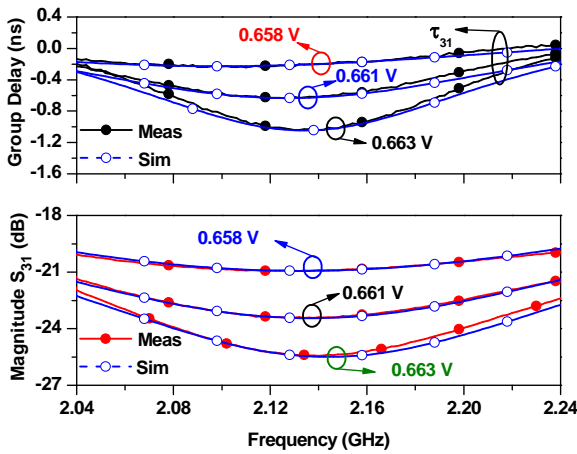 0.4
0.0
-0.4
-0.8
-1.2
-1.6
Group Delay (ns)
0.658 V
τ31
0.661 V
0.663 V
Meas
Sim
-18
-21
-24
-27
Magnitude S31 (dB)
0.658 V
0.661 V
0.663 V
Meas
Sim
2.04 2.08 2.12 2.16 2.20 2.24
Frequency (GHz)